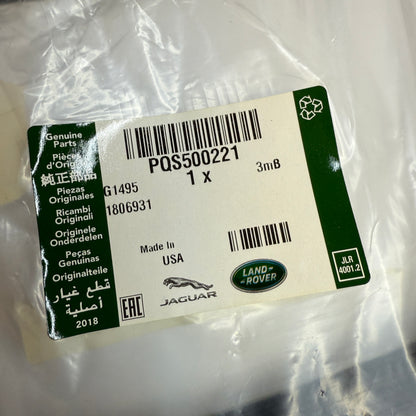 Genuine
Parts
Pièces
d'Origine
純正部品
Piezas
Originales
Ricambi
Originali
Originele
Onderdelen
Peças
Genuinas
Originalteile
قطع غيار
أصلية
2018
PQS500221
1 x
3mB
G1495
1806931
Made In
USA
EAC
JAGUAR
LAND-
ROVER
JLR
4001.2